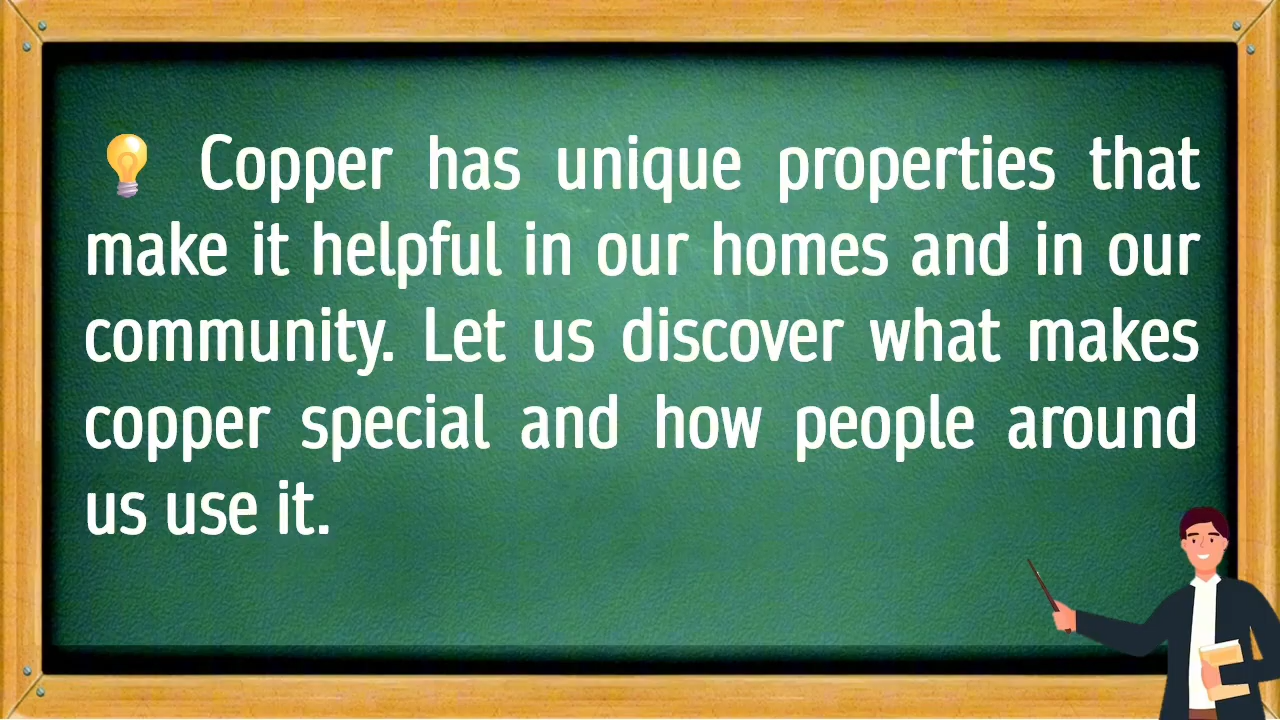 💡 Copper has unique properties that
make it helpful in our homes and in our
community. Let us discover what makes
copper special and how people around
us use it.